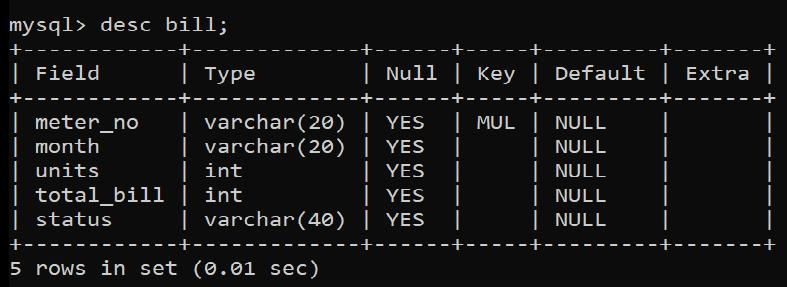 mysql> desc bill;
+------------+-------------+------+-----+---------+-------+
| Field      | Type        | Null | Key | Default | Extra |
+------------+-------------+------+-----+---------+-------+
| meter_no   | varchar(20) | YES  | MUL | NULL    |       |
| month      | varchar(20) | YES  |     | NULL    |       |
| units      | int         | YES  |     | NULL    |       |
| total_bill | int         | YES  |     | NULL    |       |
| status     | varchar(40) | YES  |     | NULL    |       |
+------------+-------------+------+-----+---------+-------+
5 rows in set (0.01 sec)